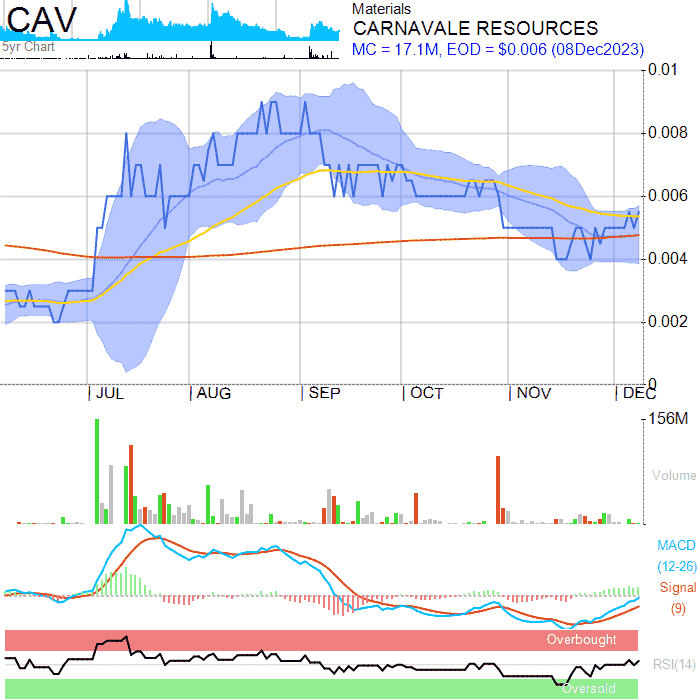 CAV
5yr Chart
Materials
CARNAVALE RESOURCES
MC = 17.1M, EOD = $0.006 (08Dec2023)
0.01
0.008
0.006
0.004
0.002
0
JUL
AUG
SEP
OCT
NOV
DEC
156M
Volume
MACD
(12-26)
Signal
(9)
Overbought
RSI(14)
Oversold